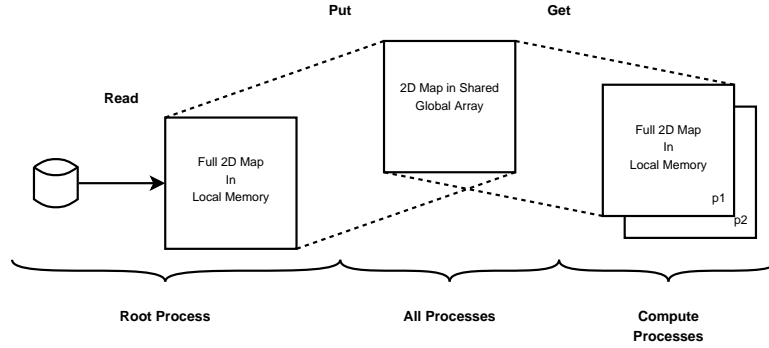 Put
Get
Read
2D Map in Shared
Global Array
Full 2D Map
In
Local Memory
Full 2D Map
In
Local Memory
p1
p2
Root Process
All Processes
Compute
Processes